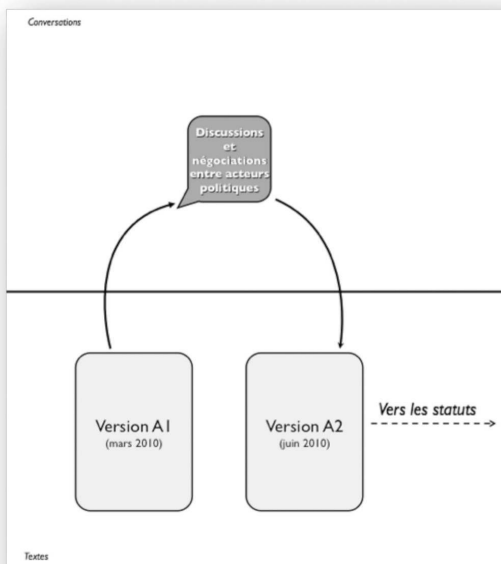 Conversations
Discussions
et
négociations
entre acteurs
politiques
Version A1
(mars 2010)
Version A2
(juin 2010)
Vers les statuts
Textes